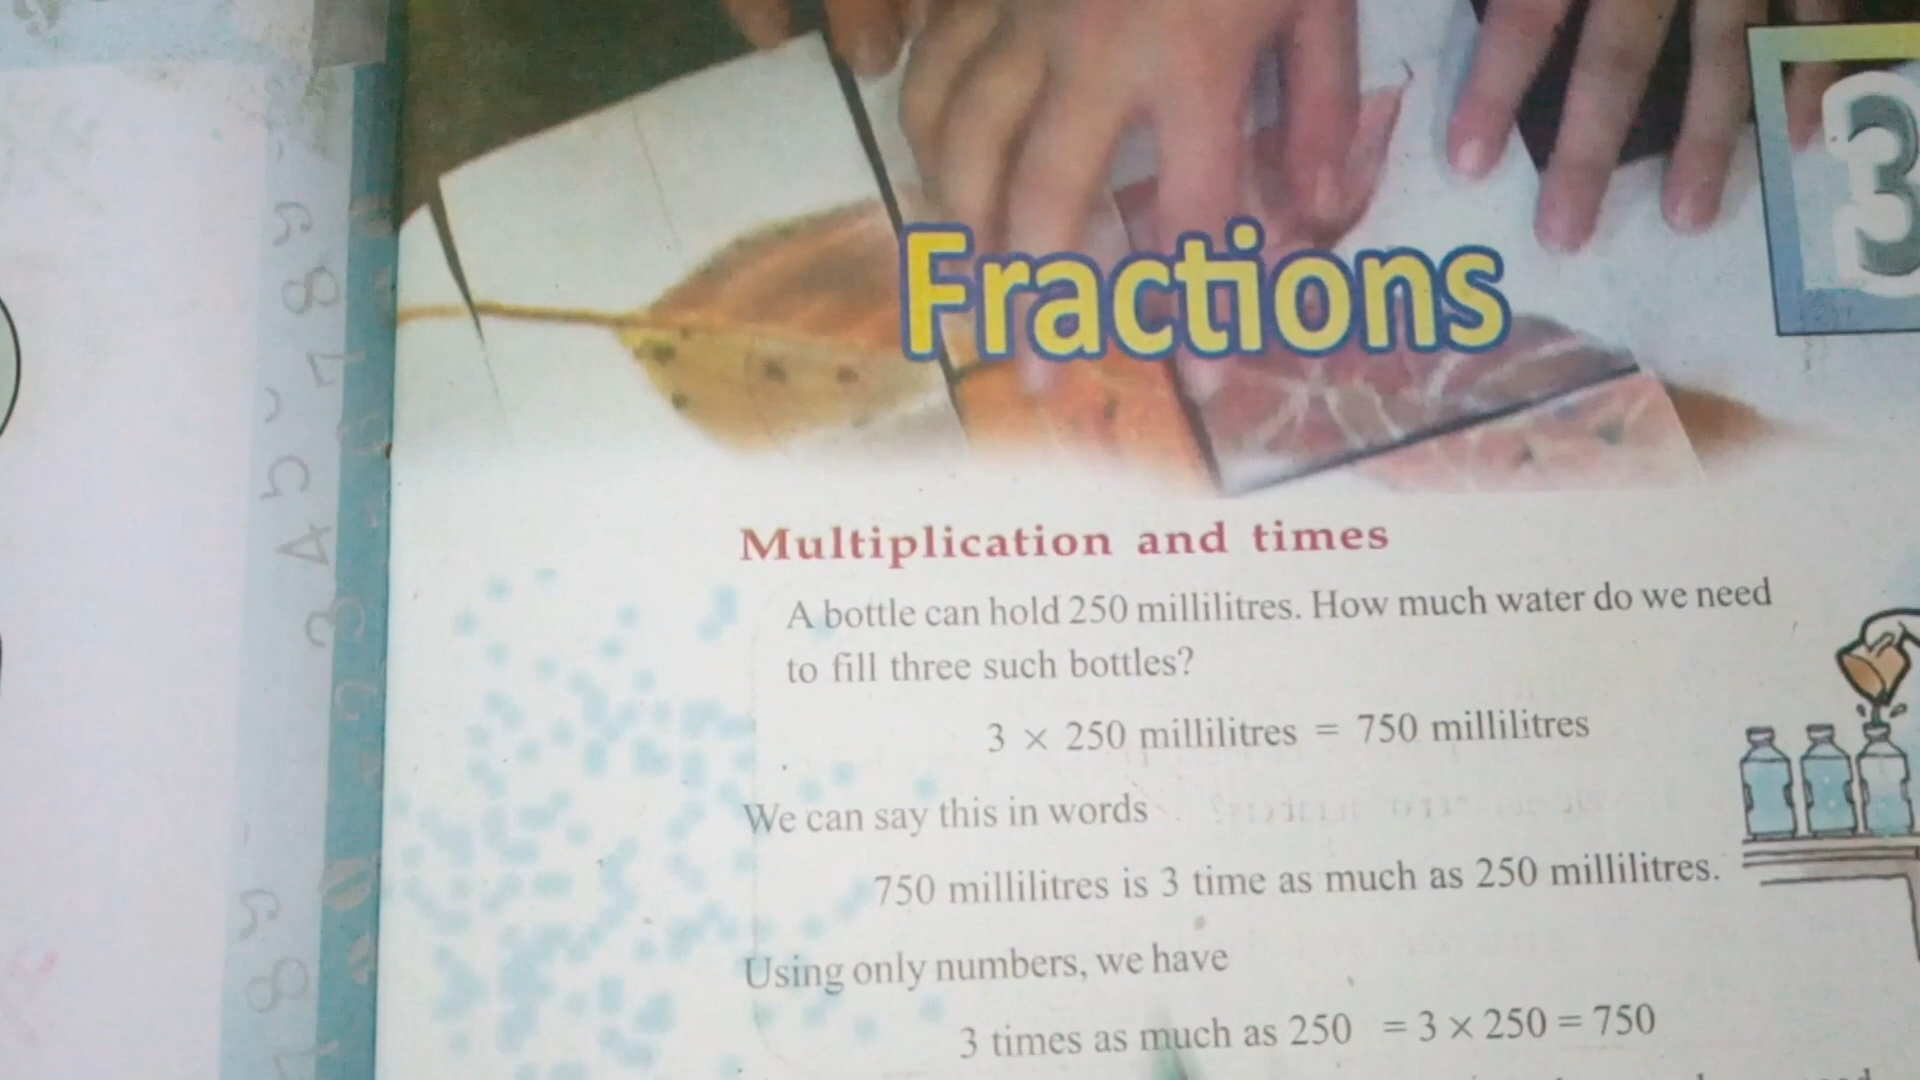 Fractions
3
Multiplication and times
A bottle can hold 250 millilitres. How much water do we need
to fill three such bottles?
3 × 250 millilitres = 750 millilitres
We can say this in words
750 millilitres is 3 time as much as 250 millilitres.
Using only numbers, we have
3 times as much as 250 = 3 × 250 = 750